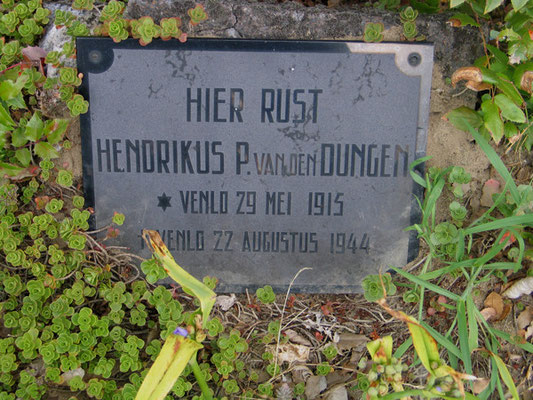 HIER RUST
HENDRIKUS P. VAN DEN DUNGEN
* VENLO 29 MEI 1915
VENLO 22 AUGUSTUS 1944